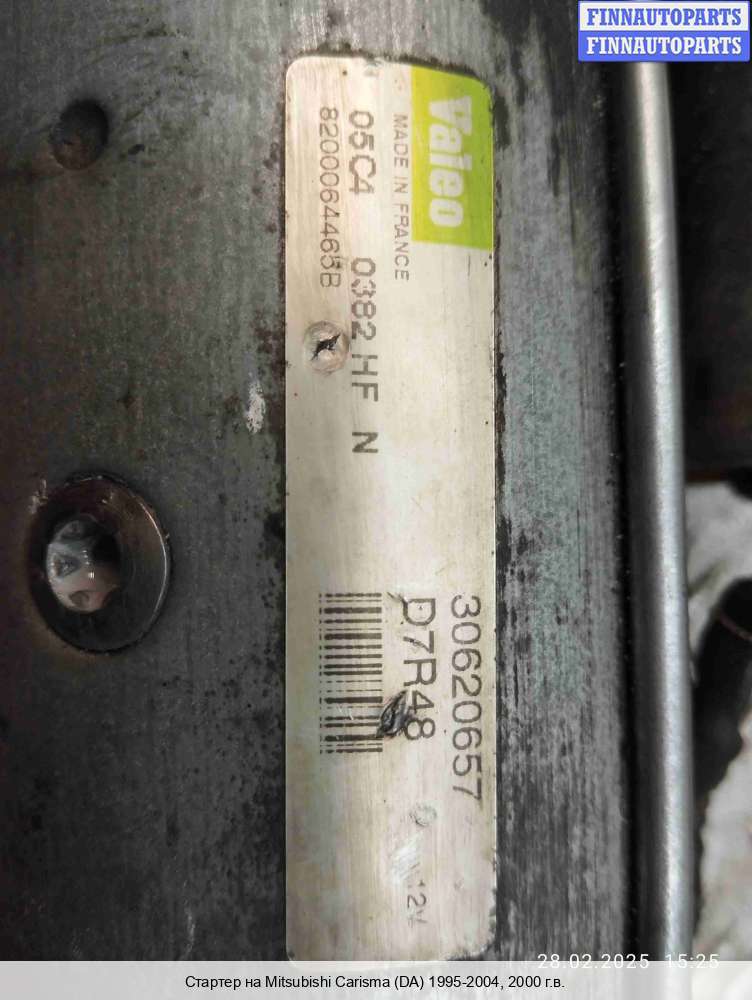 FINNAUTOPARTS
FINNAUTOPARTS
Valeo
MADE IN FRANCE
05C4 0382 HF N
8200064465B
30620657
D7R48
12V
28.02.2025 15:25
Стартер на Mitsubishi Carisma (DA) 1995-2004, 2000 г.в.